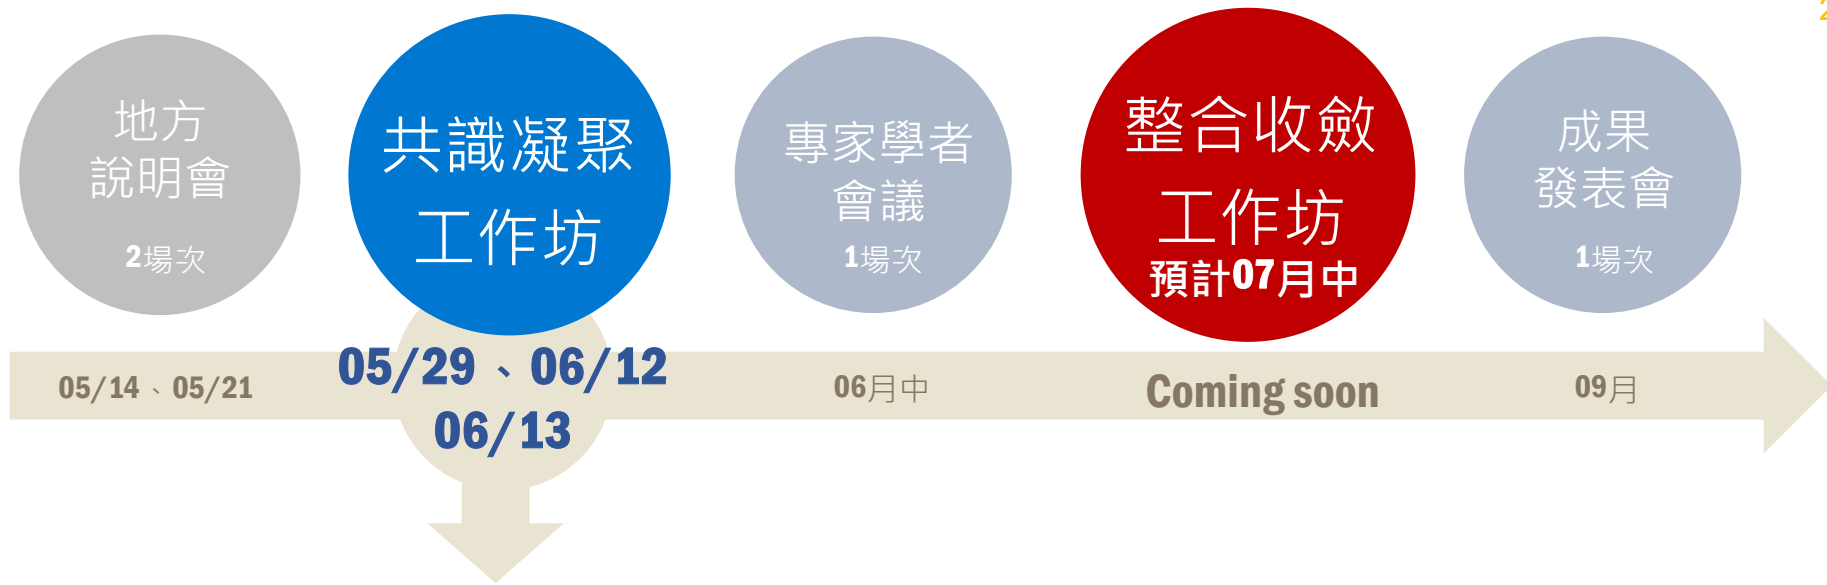 地方
說明會
2場次
共識凝聚
工作坊
專家學者
會議
1場次
整合收斂
工作坊
預計07月中
成果
發表會
1場次
05/14、05/21
05/29、06/12
06/13
06月中
Coming soon
09月